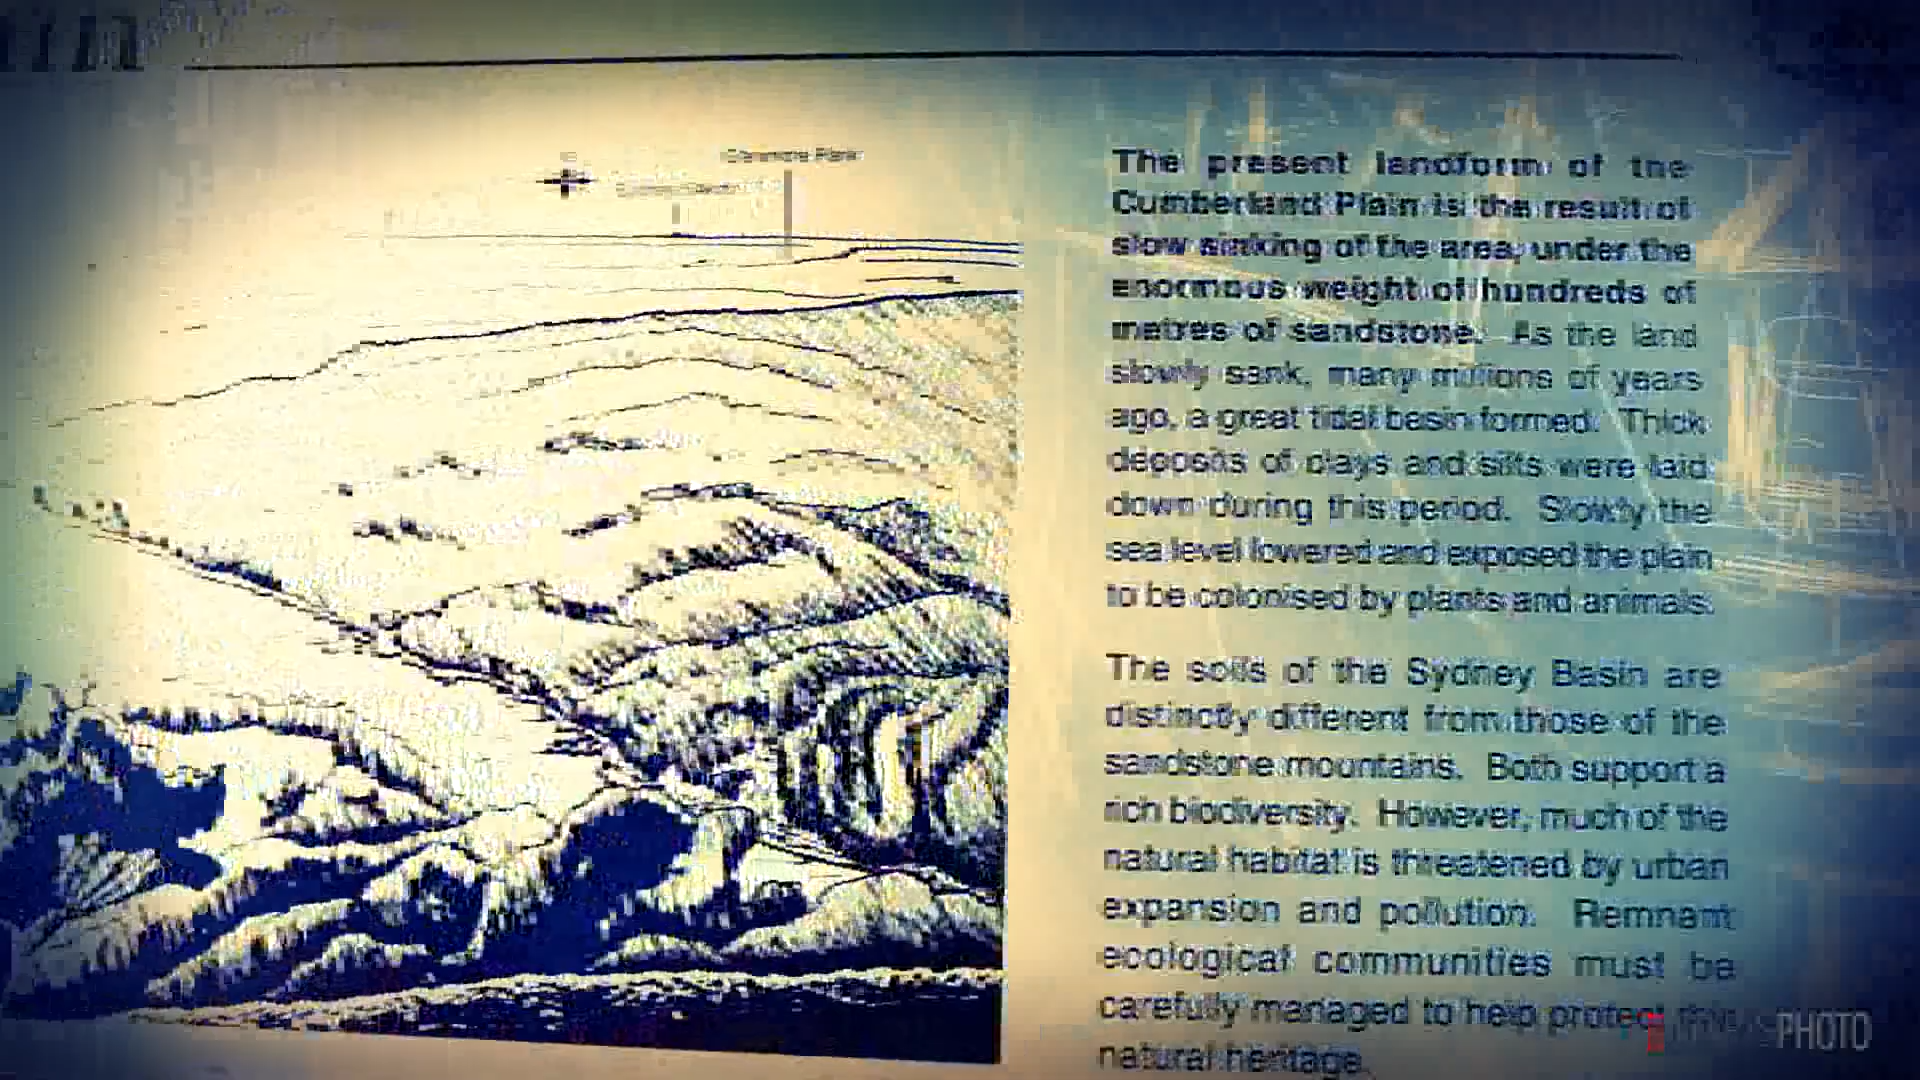 The present landform of the
Cumberland Plain is the result of
slow sinking of the area, under the
enormous weight of hundreds of
metres of sandstone. As the land
slowly sank, many millions of years
ago, a great tidal basin formed. Thick
deposits of clays and silts were laid
down during this period. Slowly the
sea level lowered and exposed the plain
to be colonised by plants and animals.
The soils of the Sydney Basin are
distinctly different from those of the
sandstone mountains. Both support a
rich biodiversity. However, much of the
natural habitat is threatened by urban
expansion and pollution. Remnant
ecological communities must be
carefully managed to help protect this
natural heritage.
PHOTO